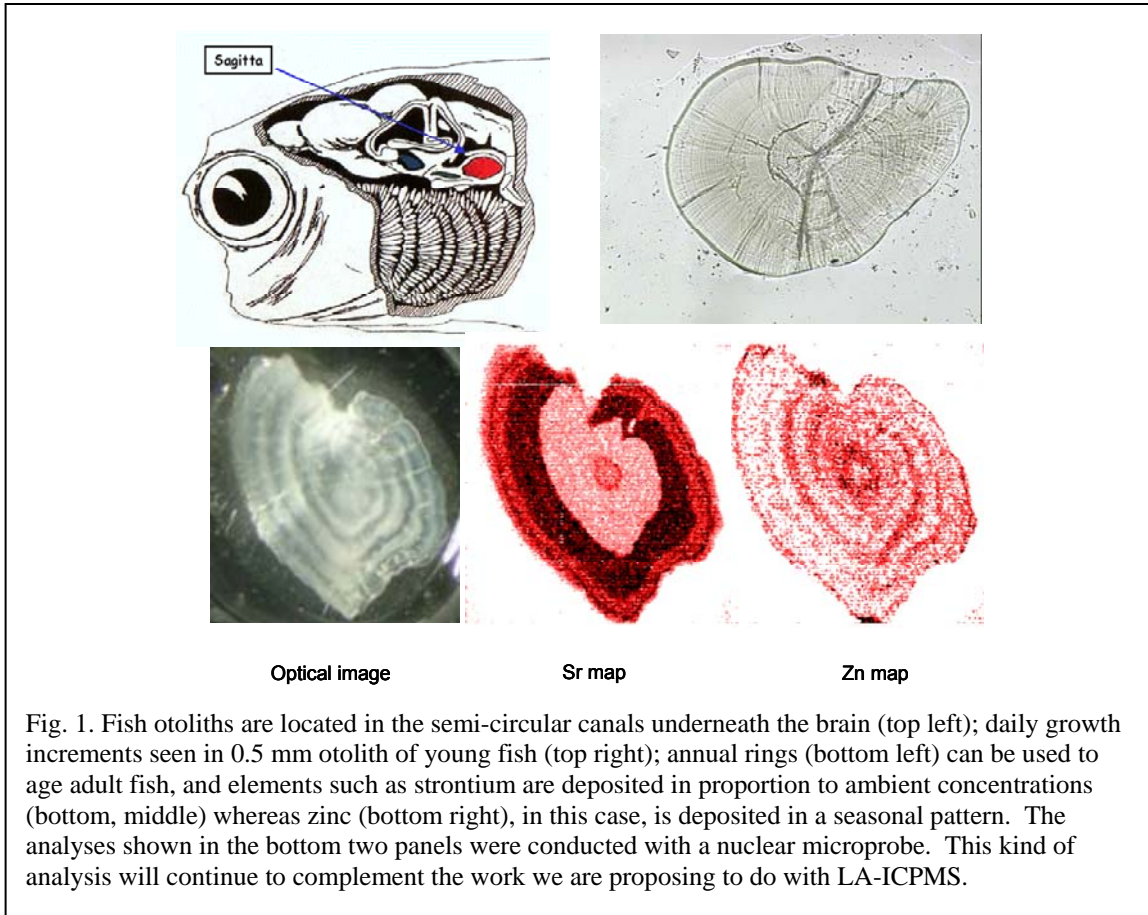 Sagitta
Optical image
Sr map
Zn map
Fig. 1. Fish otoliths are located in the semi-circular canals underneath the brain (top left); daily growth
increments seen in 0.5 mm otolith of young fish (top right); annual rings (bottom left) can be used to
age adult fish, and elements such as strontium are deposited in proportion to ambient concentrations
(bottom, middle) whereas zinc (bottom right), in this case, is deposited in a seasonal pattern.  The
analyses shown in the bottom two panels were conducted with a nuclear microprobe.  This kind of
analysis will continue to complement the work we are proposing to do with LA-ICPMS.